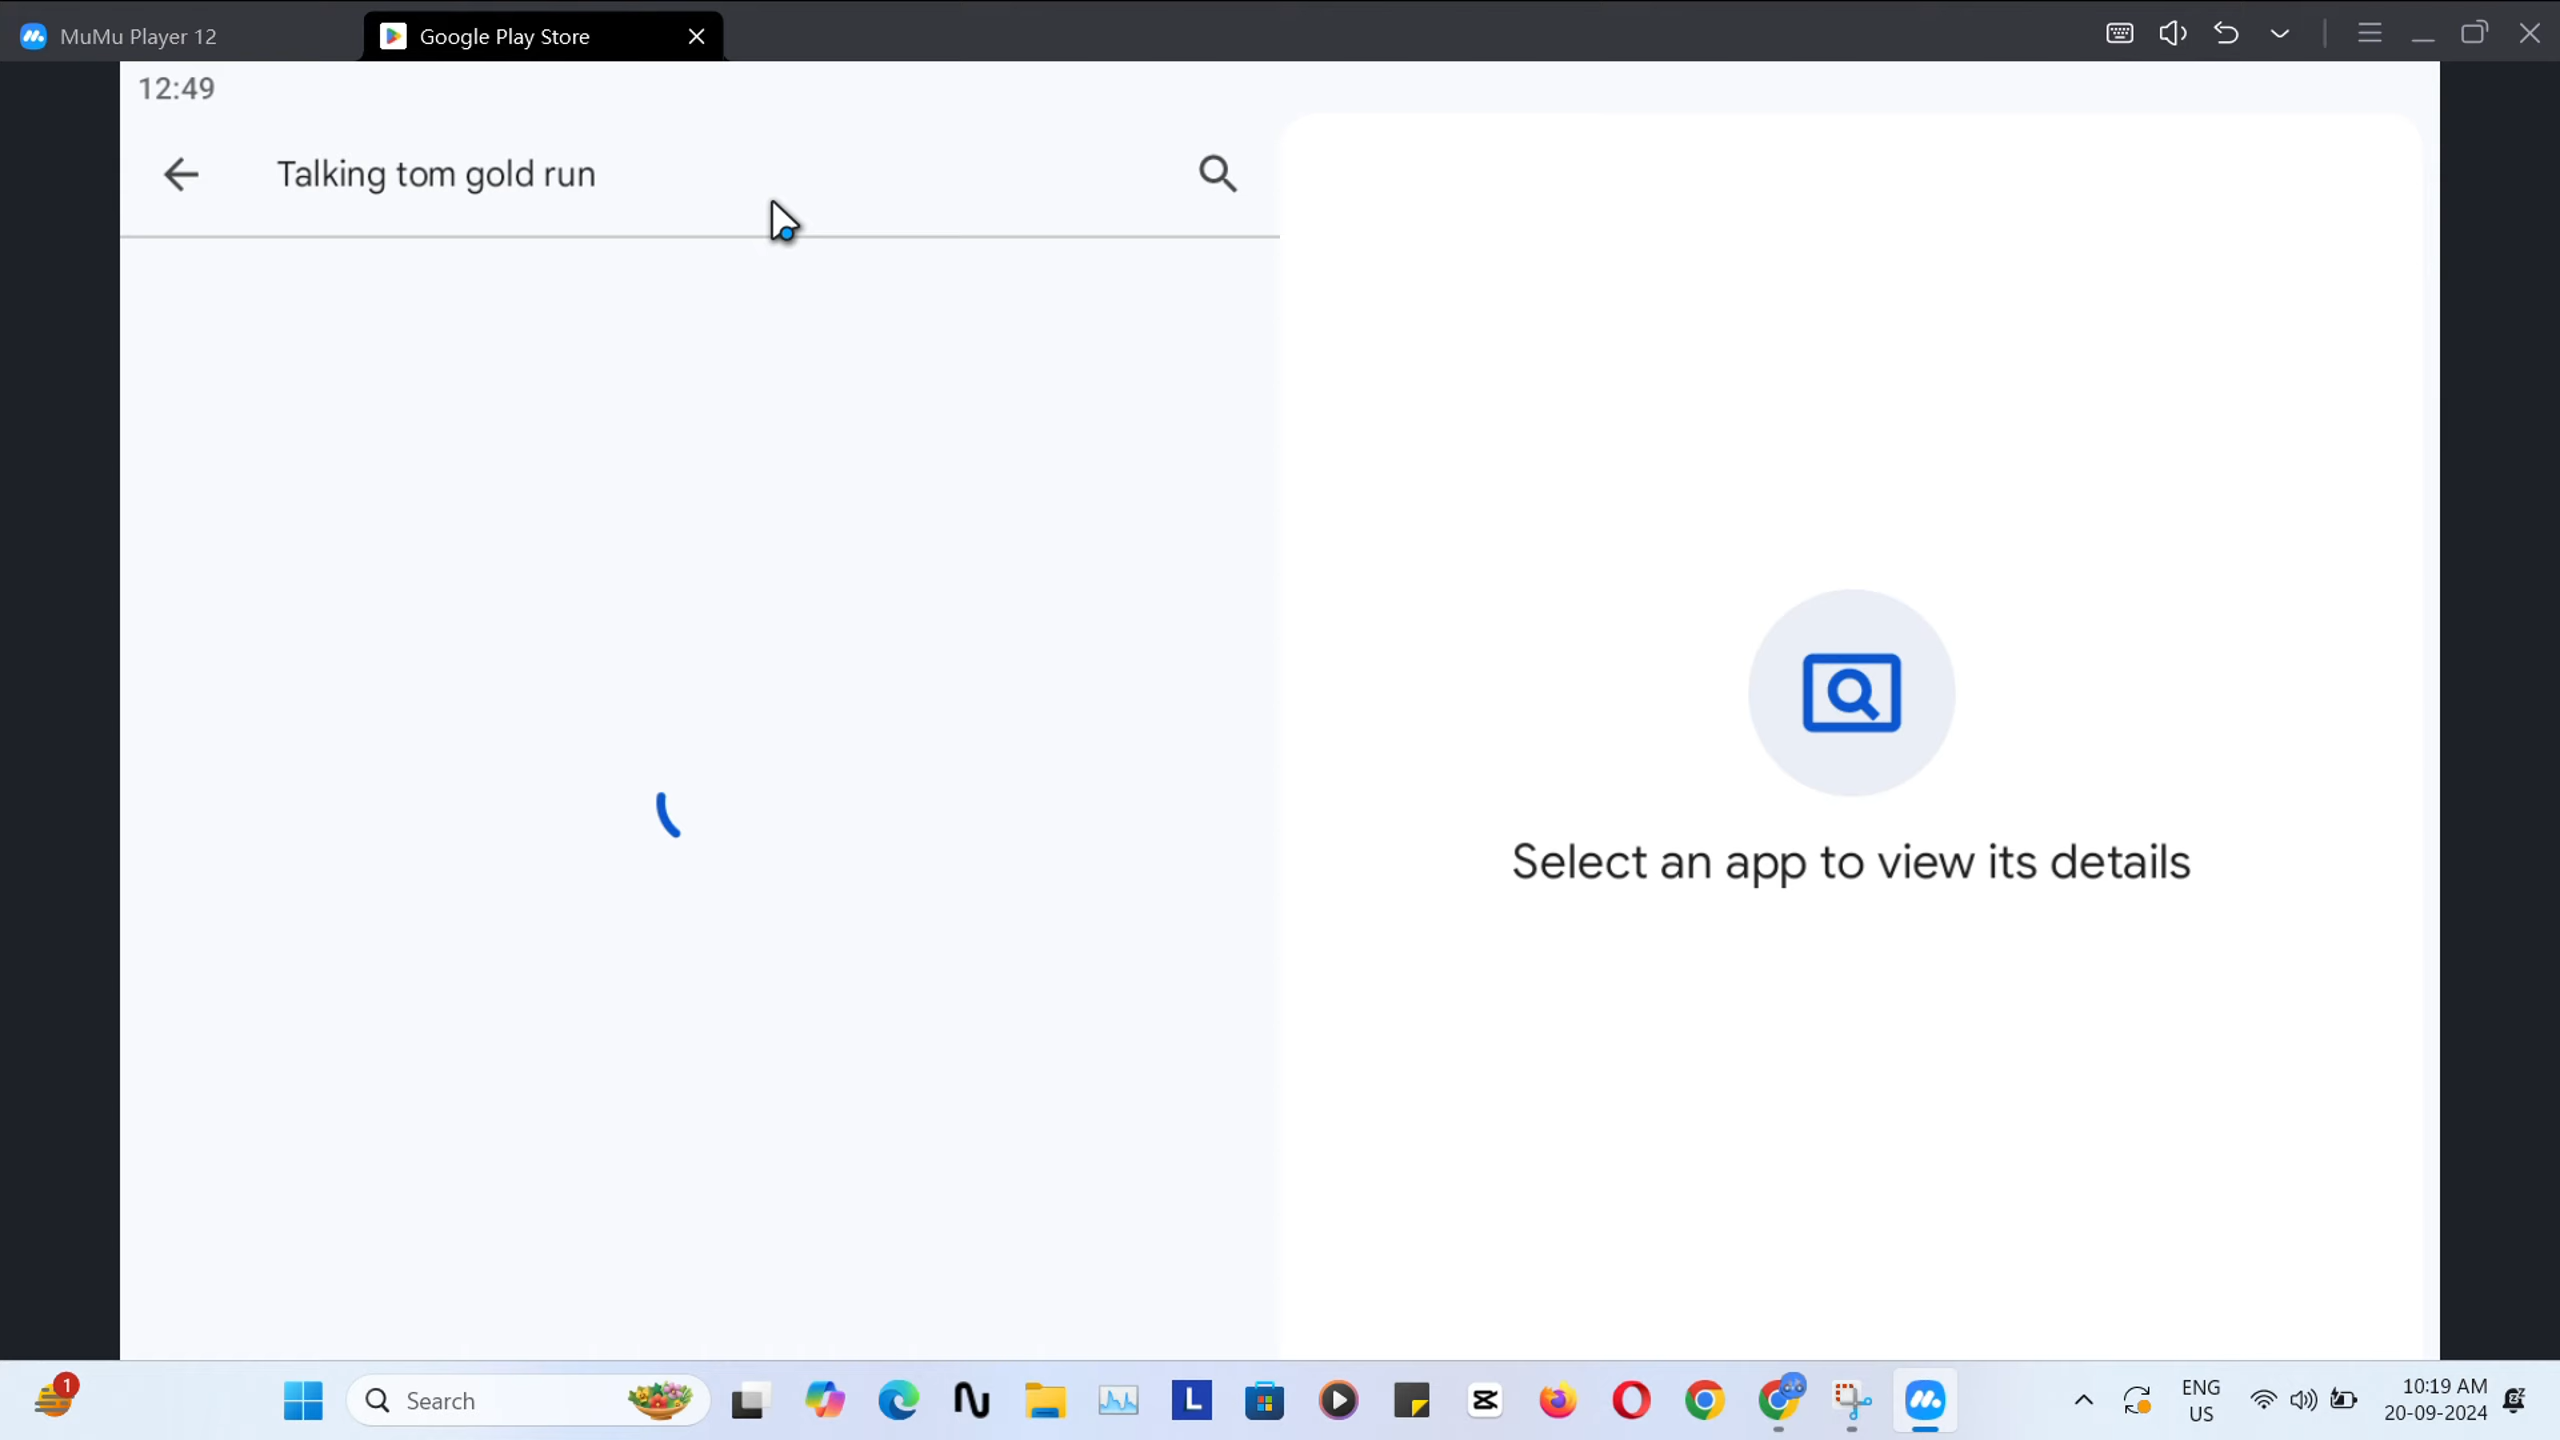 MuMu Player 12
Google Play Store
12:49
Talking tom gold run
Select an app to view its details
1
Search
L
ENG
US
10:19 AM
20-09-2024